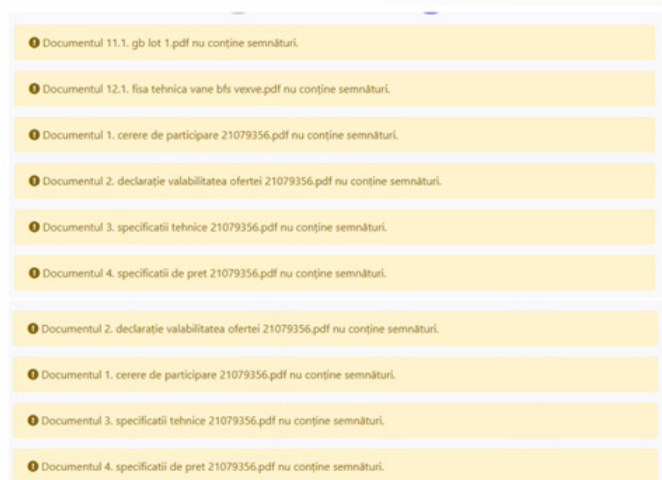 Documentul 11.1. gb lot 1.pdf nu conține semnături.
Documentul 12.1. fisa tehnica vane bfs vexve.pdf nu conține semnături.
Documentul 1. cerere de participare 21079356.pdf nu conține semnături.
Documentul 2. declarație valabilitatea ofertei 21079356.pdf nu conține semnături.
Documentul 3. specificatii tehnice 21079356.pdf nu conține semnături.
Documentul 4. specificatii de pret 21079356.pdf nu conține semnături.
Documentul 2. declarație valabilitatea ofertei 21079356.pdf nu conține semnături.
Documentul 1. cerere de participare 21079356.pdf nu conține semnături.
Documentul 3. specificatii tehnice 21079356.pdf nu conține semnături.
Documentul 4. specificatii de pret 21079356.pdf nu conține semnături.